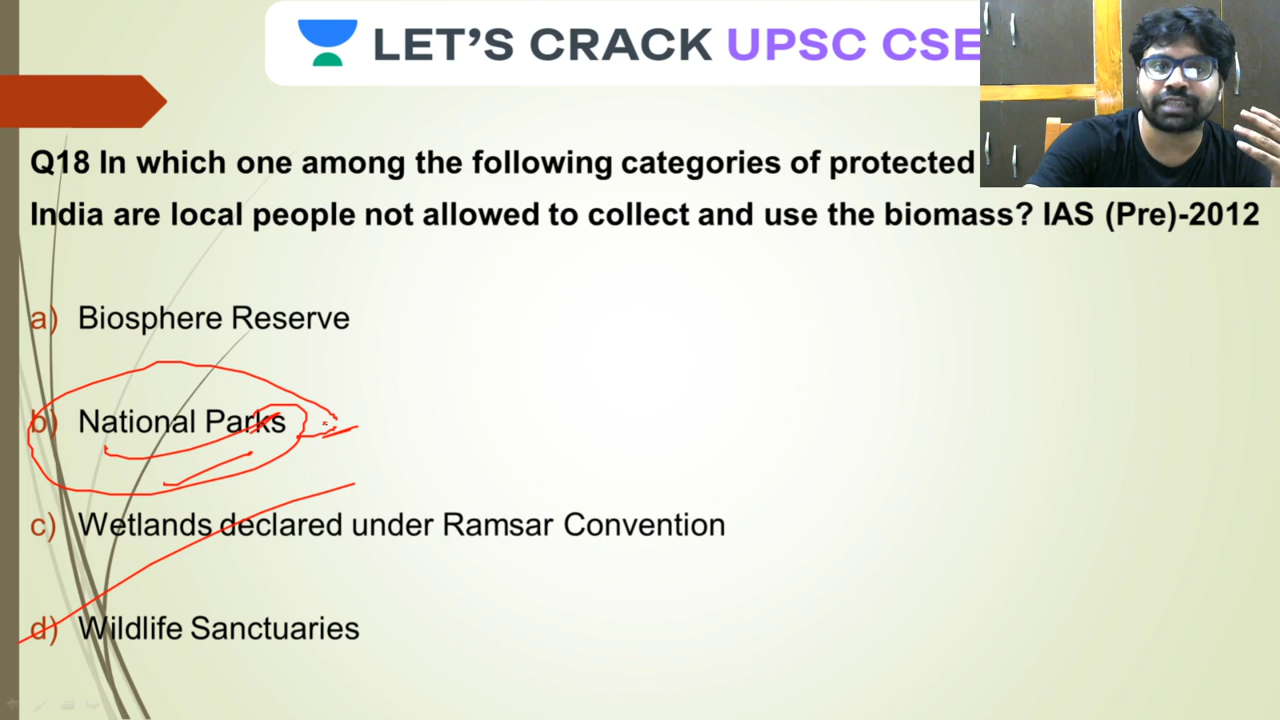 LET'S CRACK UPSC CSE
Q18 In which one among the following categories of protected
India are local people not allowed to collect and use the biomass? IAS (Pre)-2012
a) Biosphere Reserve
b) National Parks
c) Wetlands declared under Ramsar Convention
d) Wildlife Sanctuaries